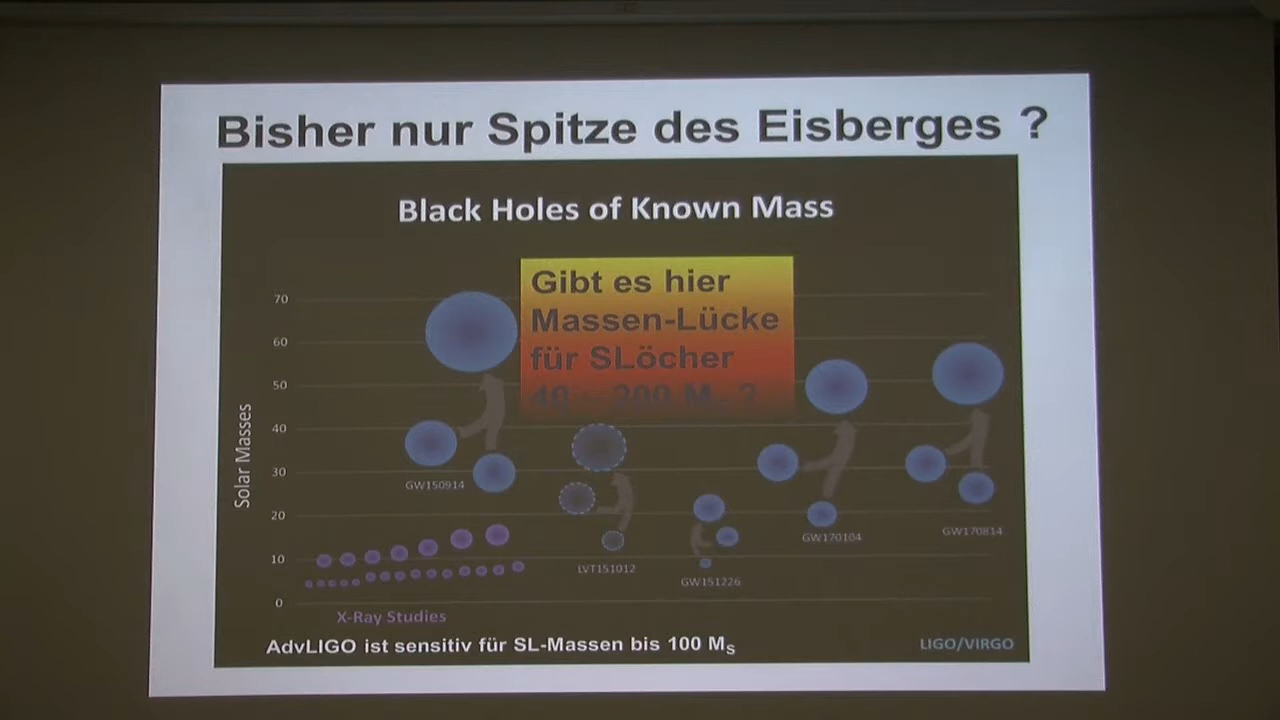 Bisher nur Spitze des Eisberges ?
Black Holes of Known Mass
Gibt es hier
Massen-Lücke
für SLöcher
40 – 200 M ?
70
60
50
40
30
20
10
0
Solar Masses
GW150914
LVT151012
GW151226
GW170104
GW170814
X-Ray Studies
AdvLIGO ist sensitiv für SL-Massen bis 100 MS
LIGO/VIRGO